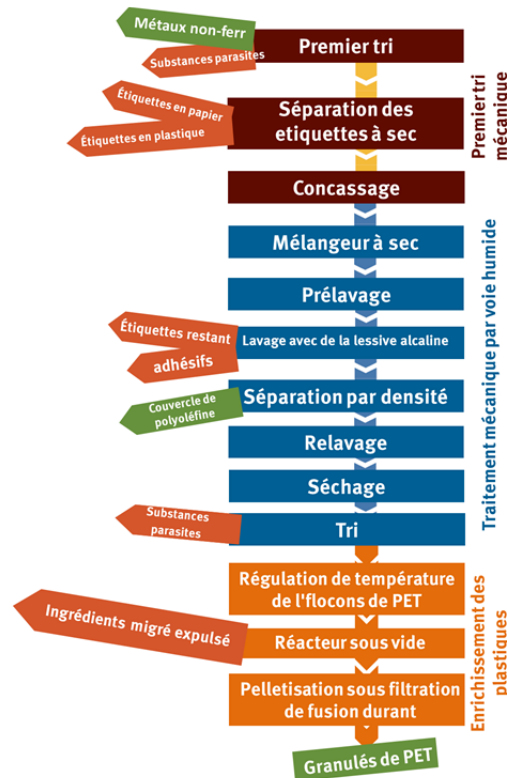 Métaux non-ferr
Premier tri
Substances parasites
Étiquettes en papier
Étiquettes en plastique
Séparation des
etiquettes à sec
Premier tri
mécanique
Concassage
Mélangeur à sec
Prélavage
Étiquettes restant
Lavage avec de la lessive alcaline
adhésifs
Couvercle de
polyoléfine
Séparation par densité
Relavage
Séchage
Substances
parasites
Tri
Traitement mécanique par voie humide
Régulation de température
de l'flocons de PET
Ingrédients migré expulsé
Réacteur sous vide
Pelletisation sous filtration
de fusion durant
Enrichissement des
plastiques
Granulés de PET